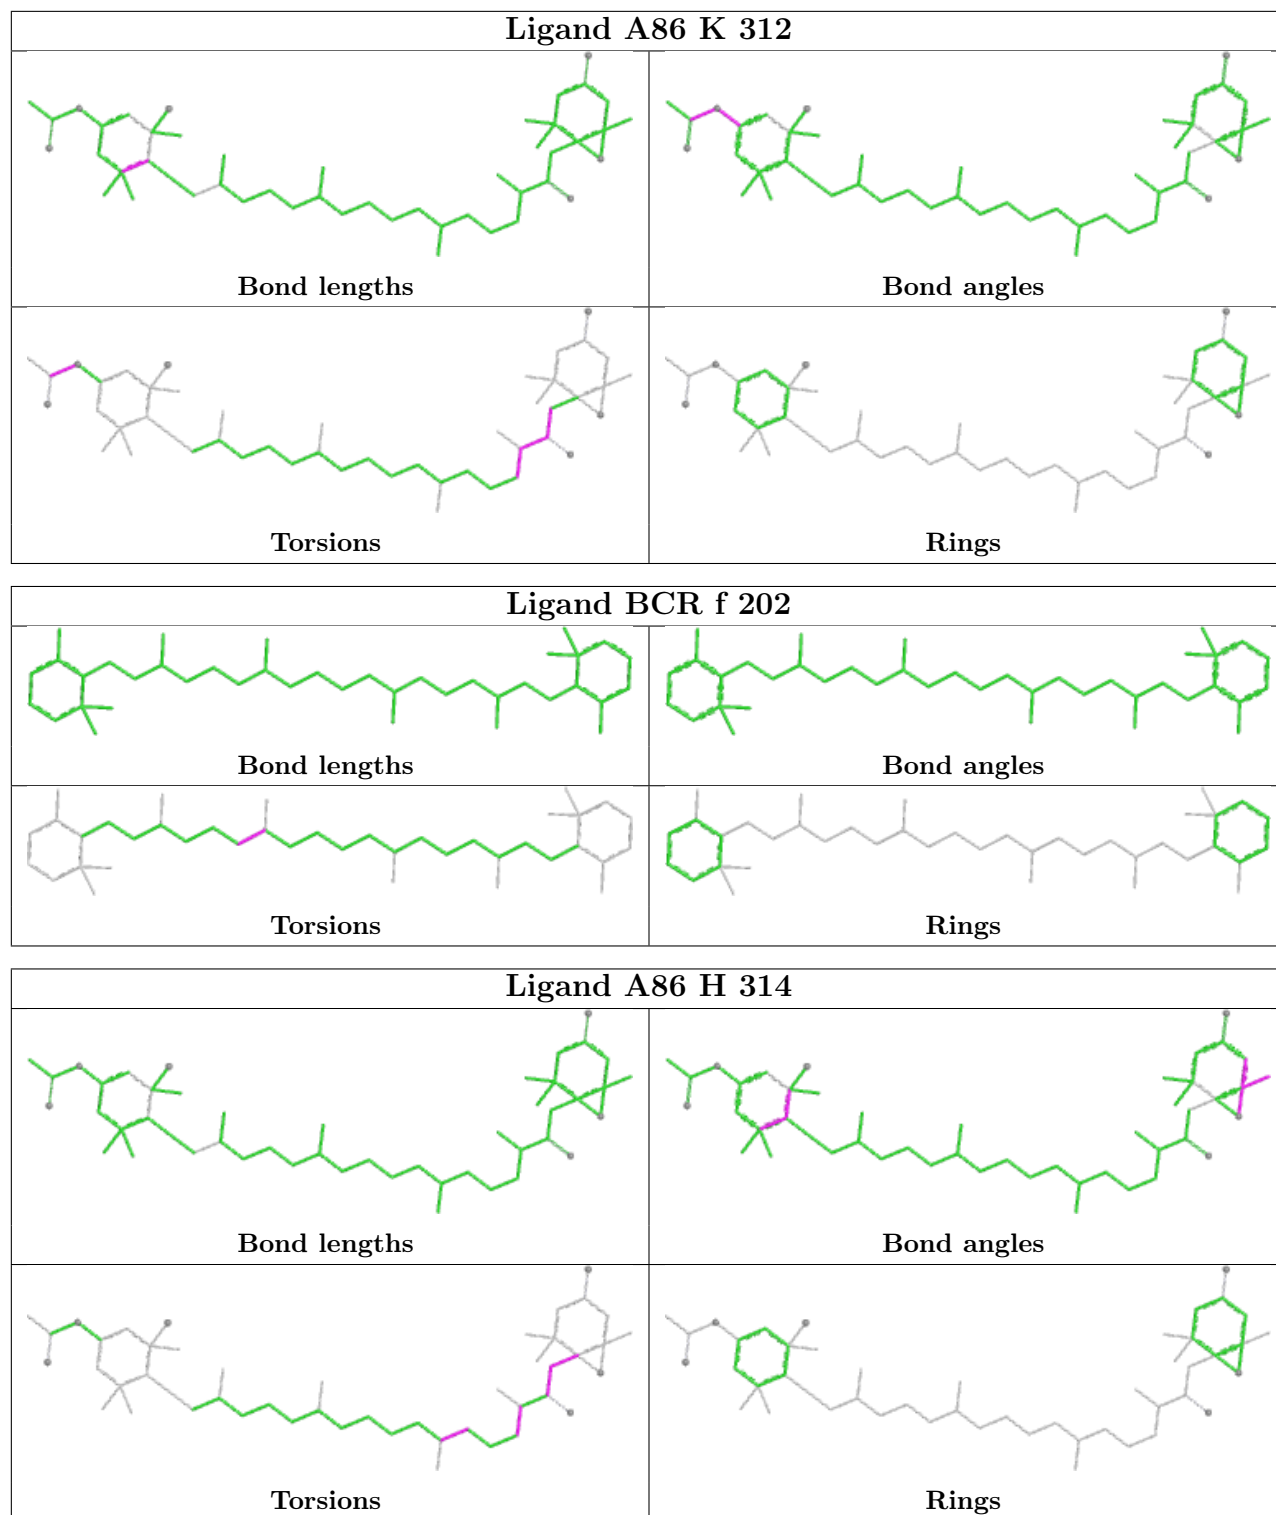 Ligand A86 K 312
Bond lengths
Bond angles
Torsions
Rings
Ligand BCR f 202
Bond lengths
Bond angles
Torsions
Rings
Ligand A86 H 314
Bond lengths
Bond angles
Torsions
Rings